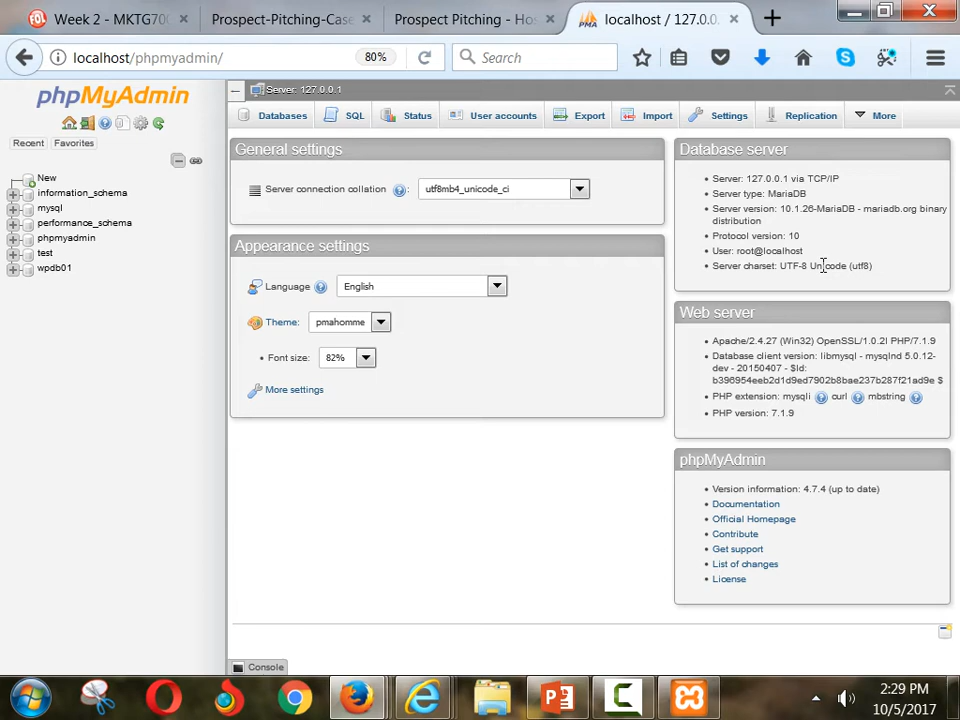 Week 2 - MKTG700
Prospect-Pitching-Case
Prospect Pitching - Hos
localhost / 127.0.0.
localhost/phpmyadmin/
80%
Search
phpMyAdmin
Recent
Favorites
New
information_schema
mysql
performance_schema
phpmyadmin
test
wpdb01
Server: 127.0.0.1
Databases
SQL
Status
User accounts
Export
Import
Settings
Replication
More
General settings
Server connection collation
:
utf8mb4_unicode_ci
Appearance settings
Language
English
Theme:
pmahomme
Font size:
82%
More settings
Database server
Server: 127.0.0.1 via TCP/IP
Server type: MariaDB
Server version: 10.1.26-MariaDB - mariadb.org binary
distribution
Protocol version: 10
User: root@localhost
Server charset: UTF-8 Unicode (utf8)
Web server
Apache/2.4.27 (Win32) OpenSSL/1.0.2l PHP/7.1.9
Database client version: libmysql - mysqlnd 5.0.12-
dev - 20150407 - $Id:
b396954eeb2d1d9ed7902b8bae237b287f21ad9e $
PHP extension: mysqli curl mbstring
PHP version: 7.1.9
phpMyAdmin
Version information: 4.7.4 (up to date)
Documentation
Official Homepage
Contribute
Get support
List of changes
License
Console
2:29 PM
10/5/2017